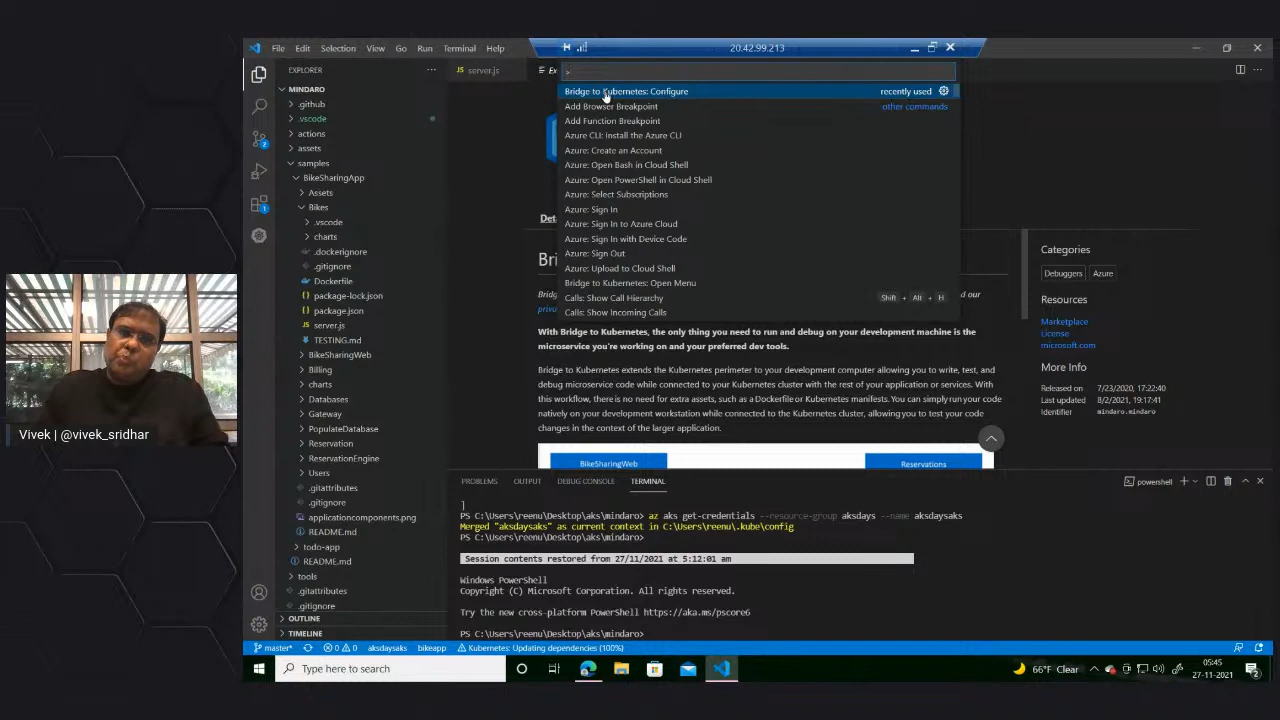 File Edit Selection View Go Run Terminal Help
20.42.99.213
EXPLORER
MINDARO
.github
.vscode
actions
assets
samples
BikeSharingApp
Assets
Bikes
.vscode
charts
.dockerignore
.gitignore
Dockerfile
package-lock.json
package.json
server.js
TESTING.md
BikeSharingWeb
Billing
charts
Databases
Gateway
PopulateDatabase
Reservation
ReservationEngine
Users
.gitattributes
.gitignore
applicationcomponents.png
README.md
todo-app
README.md
tools
.gitattributes
.gitignore
OUTLINE
TIMELINE
server.js
Ex
>
Bridge to Kubernetes: Configure recently used
Add Browser Breakpoint other commands
Add Function Breakpoint
Azure CLI: Install the Azure CLI
Azure: Create an Account
Azure: Open Bash in Cloud Shell
Azure: Open PowerShell in Cloud Shell
Azure: Select Subscriptions
Azure: Sign In
Azure: Sign In to Azure Cloud
Azure: Sign In with Device Code
Azure: Sign Out
Azure: Upload to Cloud Shell
Bridge to Kubernetes: Open Menu
Calls: Show Call Hierarchy Shift + Alt + H
Calls: Show Incoming Calls
Det
Bri
Bridg
d our
priva
With Bridge to Kubernetes, the only thing you need to run and debug on your development machine is the
microservice you're working on and your preferred dev tools.
Bridge to Kubernetes extends the Kubernetes perimeter to your development computer allowing you to write, test, and
debug microservice code while connected to your Kubernetes cluster with the rest of your application or services. With
this workflow, there is no need for extra assets, such as a Dockerfile or Kubernetes manifests. You can simply run your code
natively on your development workstation while connected to the Kubernetes cluster, allowing you to test your code
changes in the context of the larger application.
BikeSharingWeb
Reservations
Categories
Debuggers Azure
Resources
Marketplace
License
microsoft.com
More Info
Released on 7/23/2020, 17:22:40
Last updated 8/2/2021, 19:17:41
Identifier mindaro.mindaro
PROBLEMS OUTPUT DEBUG CONSOLE TERMINAL
powershell
]
PS C:\Users\reenu\Desktop\aks\mindaro> az aks get-credentials --resource-group aksdays --name aksdaysaks
Merged "aksdaysaks" as current context in C:\Users\reenu\.kube\config
PS C:\Users\reenu\Desktop\aks\mindaro>
Session contents restored from 27/11/2021 at 5:12:01 am
Windows PowerShell
Copyright (C) Microsoft Corporation. All rights reserved.
Try the new cross-platform PowerShell https://aka.ms/pscore6
PS C:\Users\reenu\Desktop\aks\mindaro>
master* 0 0 aksdaysaks bikeapp Kubernetes: Updating dependencies (100%)
Type here to search
66°F Clear
05:45
27-11-2021
2
2
1
Vivek | @vivek_sridhar